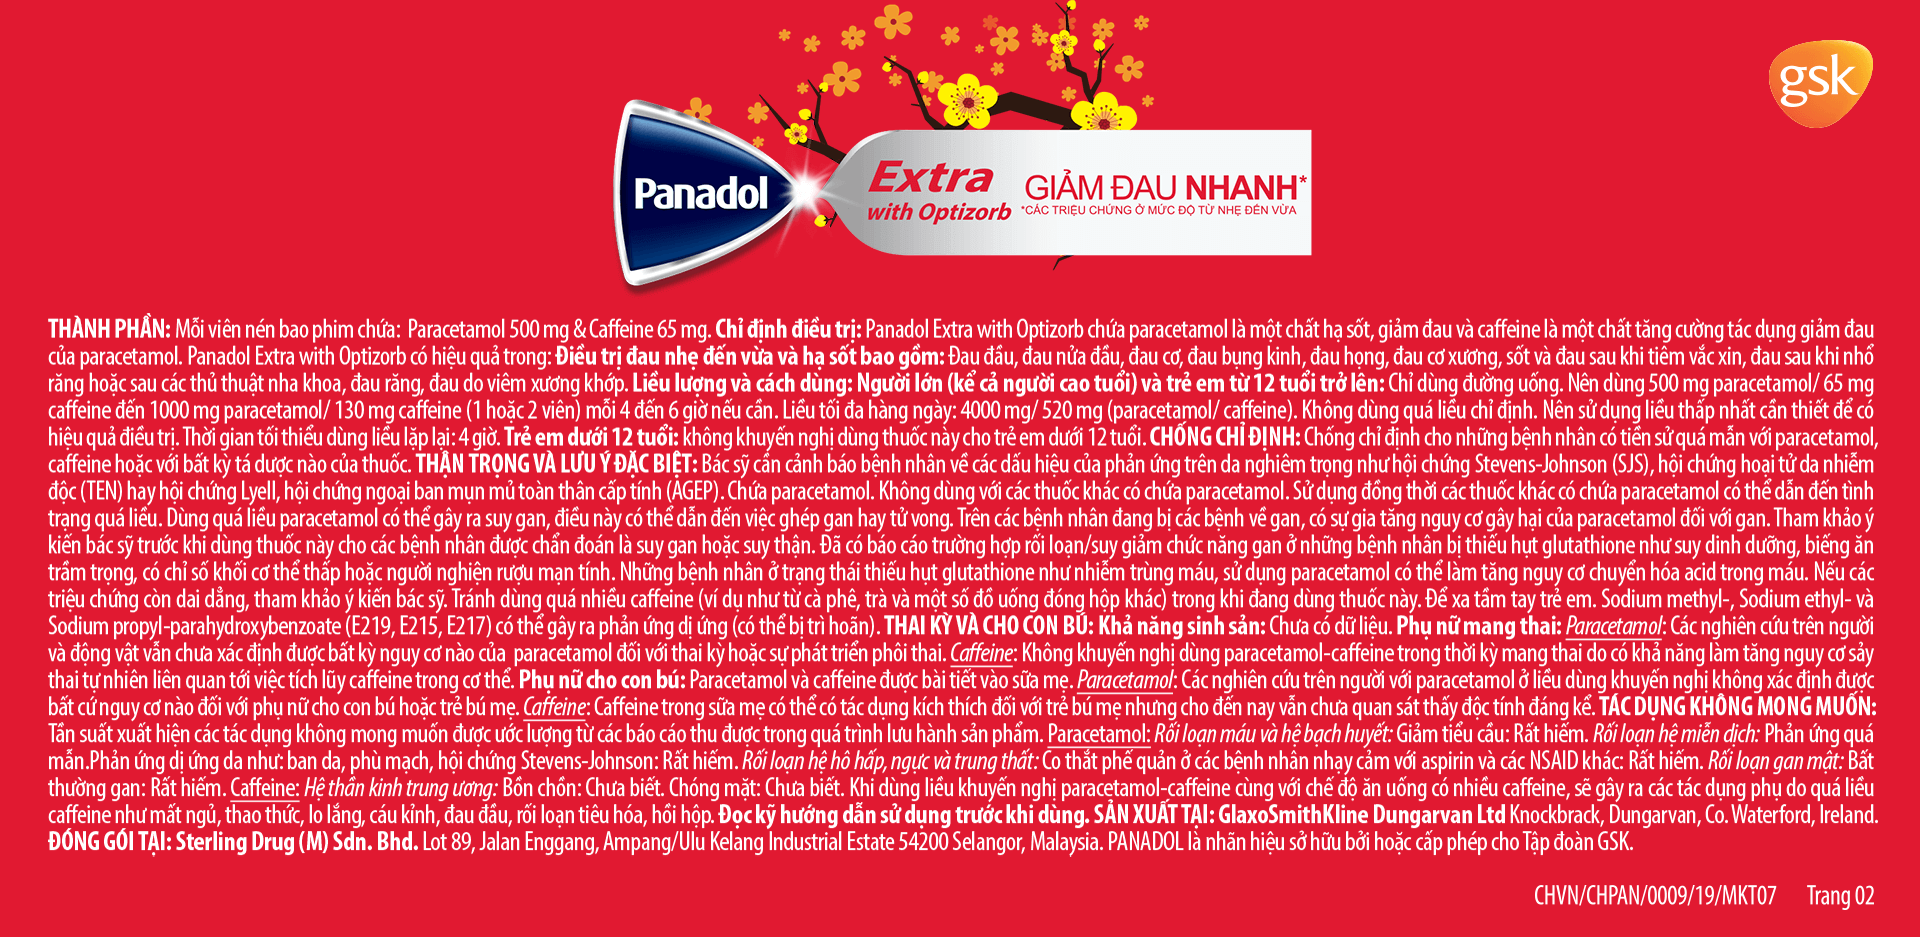 gsk
Panadol
Extra
with Optizorb
GIẢM ĐAU NHANH*
*CÁC TRIỆU CHỨNG Ở MỨC ĐỘ TỪ NHẸ ĐẾN VỪA
THÀNH PHẦN: Mỗi viên nén bao phim chứa: Paracetamol 500 mg & Caffeine 65 mg. Chỉ định điều trị: Panadol Extra with Optizorb chứa paracetamol là một chất hạ sốt, giảm đau và caffeine là một chất tăng cường tác dụng giảm đau
của paracetamol. Panadol Extra with Optizorb có hiệu quả trong: Điều trị đau nhẹ đến vừa và hạ sốt bao gồm: Đau đầu, đau nửa đầu, đau cơ, đau bụng kinh, đau họng, đau cơ xương, sốt và đau sau khi tiêm vắc xin, đau sau khi nhổ
răng hoặc sau các thủ thuật nha khoa, đau răng, đau do viêm xương khớp. Liều lượng và cách dùng: Người lớn (kể cả người cao tuổi) và trẻ em từ 12 tuổi trở lên: Chỉ dùng đường uống. Nên dùng 500 mg paracetamol/ 65 mg
caffeine đến 1000 mg paracetamol/ 130 mg caffeine (1 hoặc 2 viên) mỗi 4 đến 6 giờ nếu cần. Liều tối đa hàng ngày: 4000 mg/ 520 mg (paracetamol/ caffeine). Không dùng quá liều chỉ định. Nên sử dụng liều thấp nhất cần thiết để có
hiệu quả điều trị. Thời gian tối thiểu dùng liều lặp lại: 4 giờ. Trẻ em dưới 12 tuổi: không khuyến nghị dùng thuốc này cho trẻ em dưới 12 tuổi. CHỐNG CHỈ ĐỊNH: Chống chỉ định cho những bệnh nhân có tiền sử quá mẫn với paracetamol,
caffeine hoặc với bất kỳ tá dược nào của thuốc. THẬN TRỌNG VÀ LƯU Ý ĐẶC BIỆT: Bác sỹ cần cảnh báo bệnh nhân về các dấu hiệu của phản ứng trên da nghiêm trọng như hội chứng Stevens-Johnson (SJS), hội chứng hoại tử da nhiễm
độc (TEN) hay hội chứng Lyell, hội chứng ngoại ban mụn mủ toàn thân cấp tính (AGEP). Chứa paracetamol. Không dùng với các thuốc khác có chứa paracetamol. Sử dụng đồng thời các thuốc khác có chứa paracetamol có thể dẫn đến tình
trạng quá liều. Dùng quá liều paracetamol có thể gây ra suy gan, điều này có thể dẫn đến việc ghép gan hay tử vong. Trên các bệnh nhân đang bị các bệnh về gan, có sự gia tăng nguy cơ gây hại của paracetamol đối với gan. Tham khảo ý
kiến bác sỹ trước khi dùng thuốc này cho các bệnh nhân được chẩn đoán là suy gan hoặc suy thận. Đã có báo cáo trường hợp rối loạn/suy giảm chức năng gan ở những bệnh nhân bị thiếu hụt glutathione như suy dinh dưỡng, biếng ăn
trầm trọng, có chỉ số khối cơ thể thấp hoặc người nghiện rượu mạn tính. Những bệnh nhân ở trạng thái thiếu hụt glutathione như nhiễm trùng máu, sử dụng paracetamol có thể làm tăng nguy cơ chuyển hóa acid trong máu. Nếu các
triệu chứng còn dai dẳng, tham khảo ý kiến bác sỹ. Tránh dùng quá nhiều caffeine (ví dụ như từ cà phê, trà và một số đồ uống đóng hộp khác) trong khi đang dùng thuốc này. Để xa tầm tay trẻ em. Sodium methyl-, Sodium ethyl- và
Sodium propyl-parahydroxybenzoate (E219, E215, E217) có thể gây ra phản ứng dị ứng (có thể bị trì hoãn). THAI KỲ VÀ CHO CON BÚ: Khả năng sinh sản: Chưa có dữ liệu. Phụ nữ mang thai: Paracetamol: Các nghiên cứu trên người
và động vật vẫn chưa xác định được bất kỳ nguy cơ nào của paracetamol đối với thai kỳ hoặc sự phát triển phôi thai. Caffeine: Không khuyến nghị dùng paracetamol-caffeine trong thời kỳ mang thai do có khả năng làm tăng nguy cơ sảy
thai tự nhiên liên quan tới việc tích lũy caffeine trong cơ thể. Phụ nữ cho con bú: Paracetamol và caffeine được bài tiết vào sữa mẹ. Paracetamol: Các nghiên cứu trên người với paracetamol ở liều dùng khuyến nghị không xác định được
bất cứ nguy cơ nào đối với phụ nữ cho con bú hoặc trẻ bú mẹ. Caffeine: Caffeine trong sữa mẹ có thể có tác dụng kích thích đối với trẻ bú mẹ nhưng cho đến nay vẫn chưa quan sát thấy độc tính đáng kể. TÁC DỤNG KHÔNG MONG MUỐN:
Tần suất xuất hiện các tác dụng không mong muốn được ước lượng từ các báo cáo thu được trong quá trình lưu hành sản phẩm. Paracetamol: Rối loạn máu và hệ bạch huyết: Giảm tiểu cầu: Rất hiếm. Rối loạn hệ miễn dịch: Phản ứng quá
mẫn.Phản ứng dị ứng da như: ban da, phù mạch, hội chứng Stevens-Johnson: Rất hiếm. Rối loạn hệ hô hấp, ngực và trung thất: Co thắt phế quản ở các bệnh nhân nhạy cảm với aspirin và các NSAID khác: Rất hiếm. Rối loạn gan mật: Bất
thường gan: Rất hiếm. Caffeine: Hệ thần kinh trung ương: Bồn chồn: Chưa biết. Chóng mặt: Chưa biết. Khi dùng liều khuyến nghị paracetamol-caffeine cùng với chế độ ăn uống có nhiều caffeine, sẽ gây ra các tác dụng phụ do quá liều
caffeine như mất ngủ, thao thức, lo lắng, cáu kỉnh, đau đầu, rối loạn tiêu hóa, hồi hộp. Đọc kỹ hướng dẫn sử dụng trước khi dùng. SẢN XUẤT TẠI: GlaxoSmithKline Dungarvan Ltd Knockbrack, Dungarvan, Co. Waterford, Ireland.
ĐÓNG GÓI TẠI: Sterling Drug (M) Sdn. Bhd. Lot 89, Jalan Enggang, Ampang/Ulu Kelang Industrial Estate 54200 Selangor, Malaysia. PANADOL là nhãn hiệu sở hữu bởi hoặc cấp phép cho Tập đoàn GSK.
CHVN/CHPAN/0009/19/MKT07 Trang 02